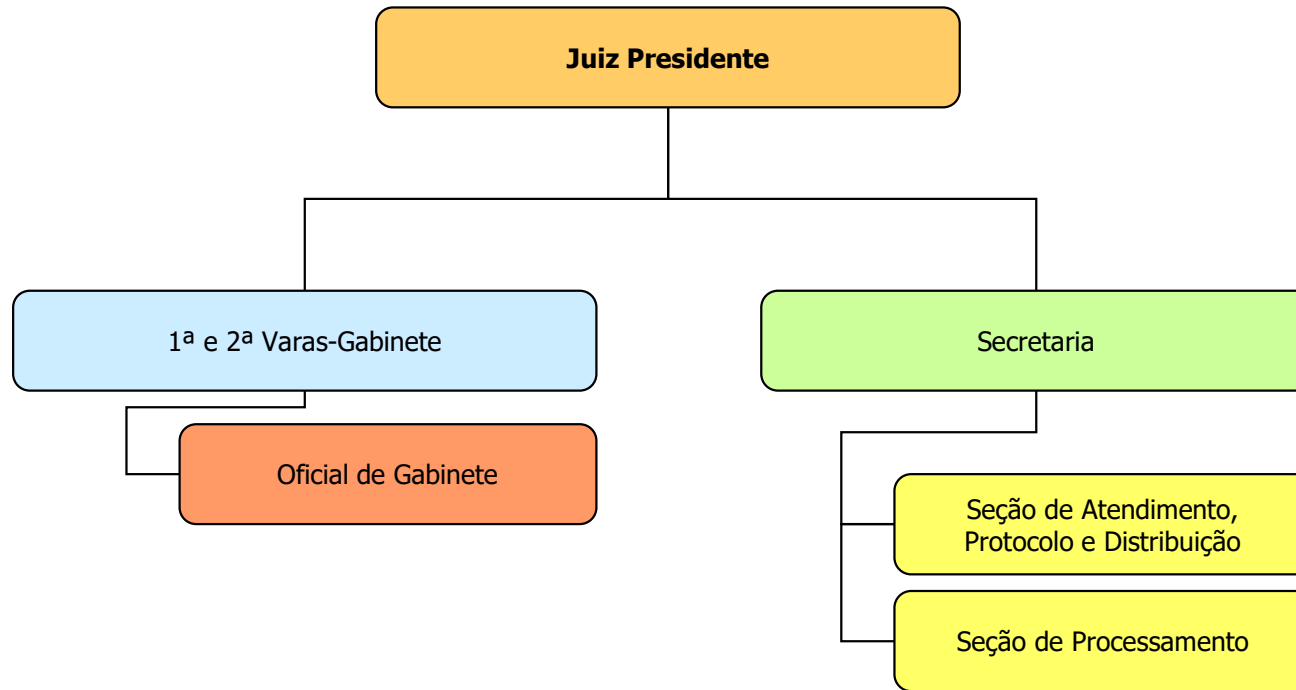 Juiz Presidente
1ª e 2ª Varas-Gabinete
Secretaria
Oficial de Gabinete
Seção de Atendimento,
Protocolo e Distribuição
Seção de Processamento